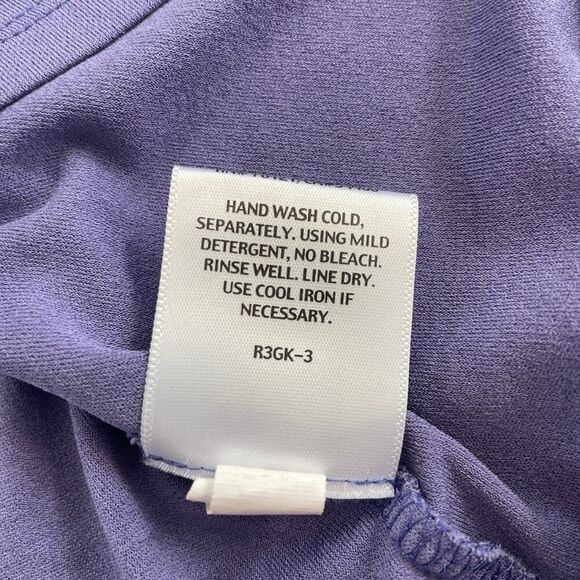 HAND WASH COLD,
SEPARATELY. USING MILD
DETERGENT, NO BLEACH.
RINSE WELL. LINE DRY.
USE COOL IRON IF
NECESSARY.
R3GK-3